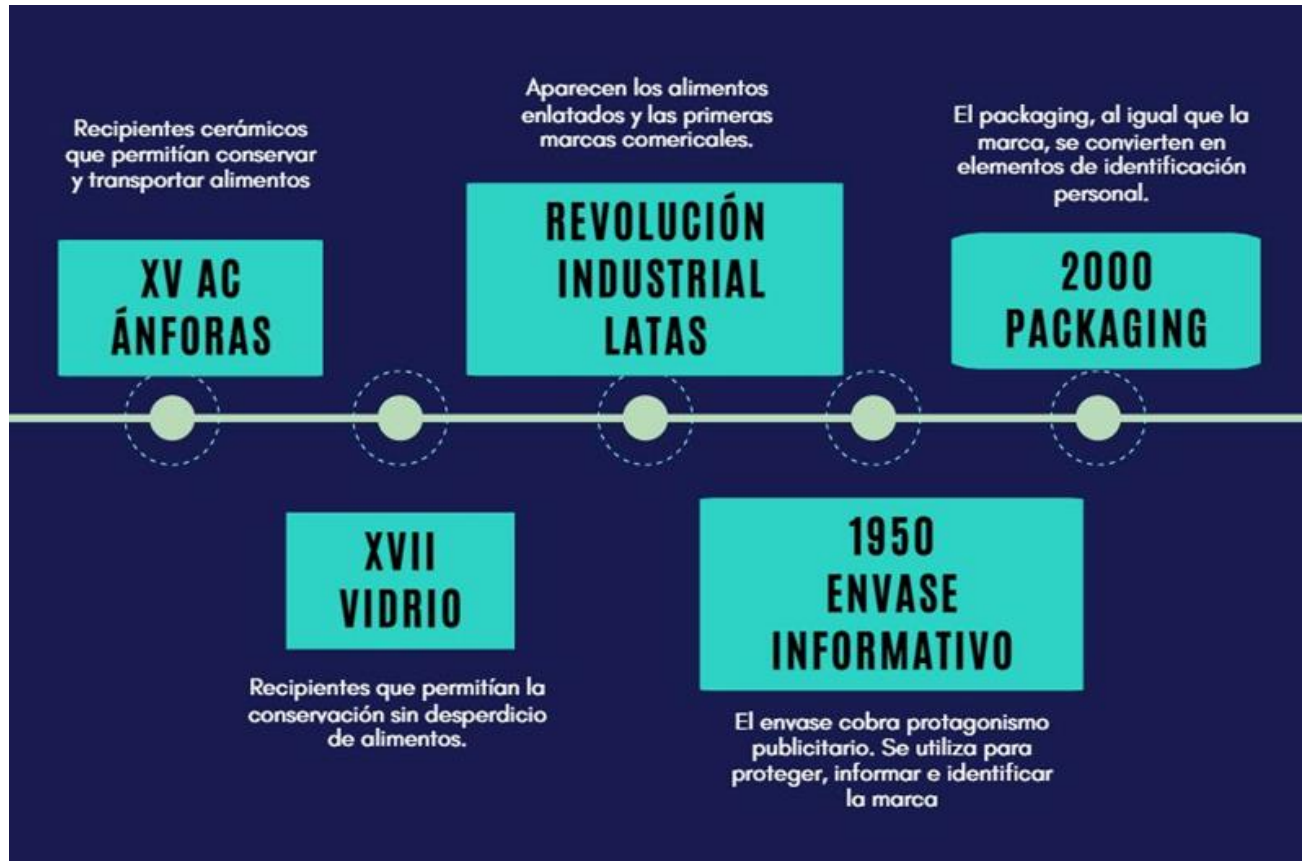 Recipientes cerámicos
que permitían conservar
y transportar alimentos
XV AC
ÁNFORAS
XVII
VIDRIO
Recipientes que permitían la
conservación sin desperdicio
de alimentos.
Aparecen los alimentos
enlatados y las primeras
marcas comericales.
REVOLUCIÓN
INDUSTRIAL
LATAS
1950
ENVASE
INFORMATIVO
El envase cobra protagonismo
publicitario. Se utiliza para
proteger, informar e identificar
la marca
El packaging, al igual que la
marca, se convierten en
elementos de identificación
personal.
2000
PACKAGING